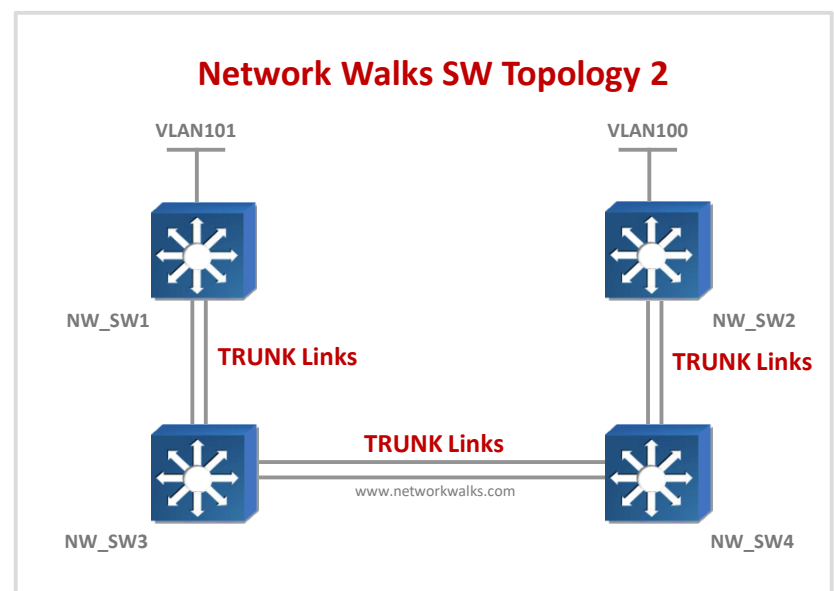 Network Walks SW Topology 2
VLAN101
VLAN100
NW_SW1
NW_SW2
TRUNK Links
TRUNK Links
TRUNK Links
www.networkwalks.com
NW_SW3
NW_SW4